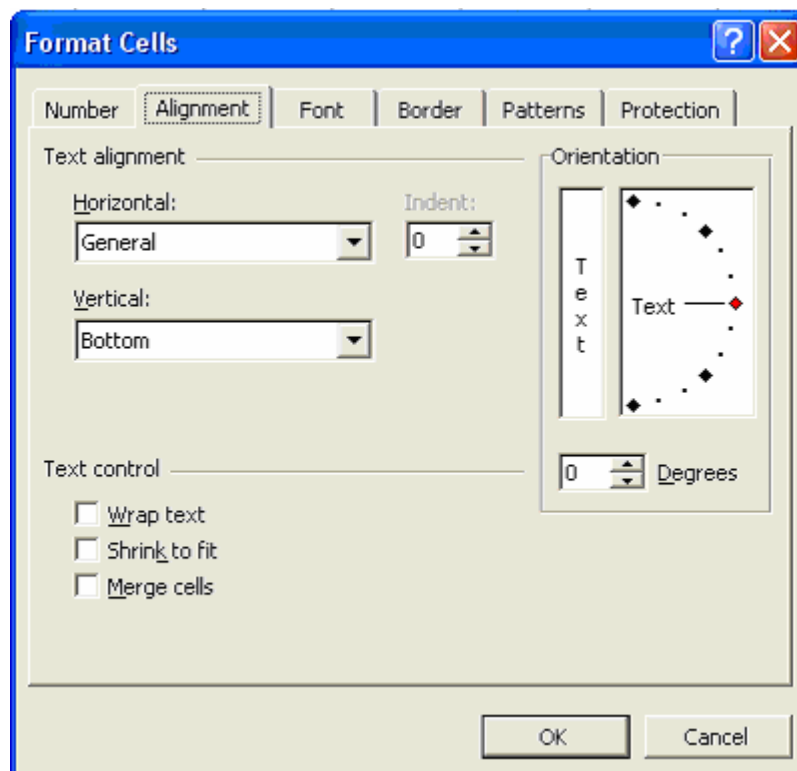 Format Cells
Number Alignment Font Border Patterns Protection
Text alignment
Horizontal:
General
Indent:
0
Vertical:
Bottom
Text control
Wrap text
Shrink to fit
Merge cells
Orientation
Text
Text
0 Degrees
OK Cancel